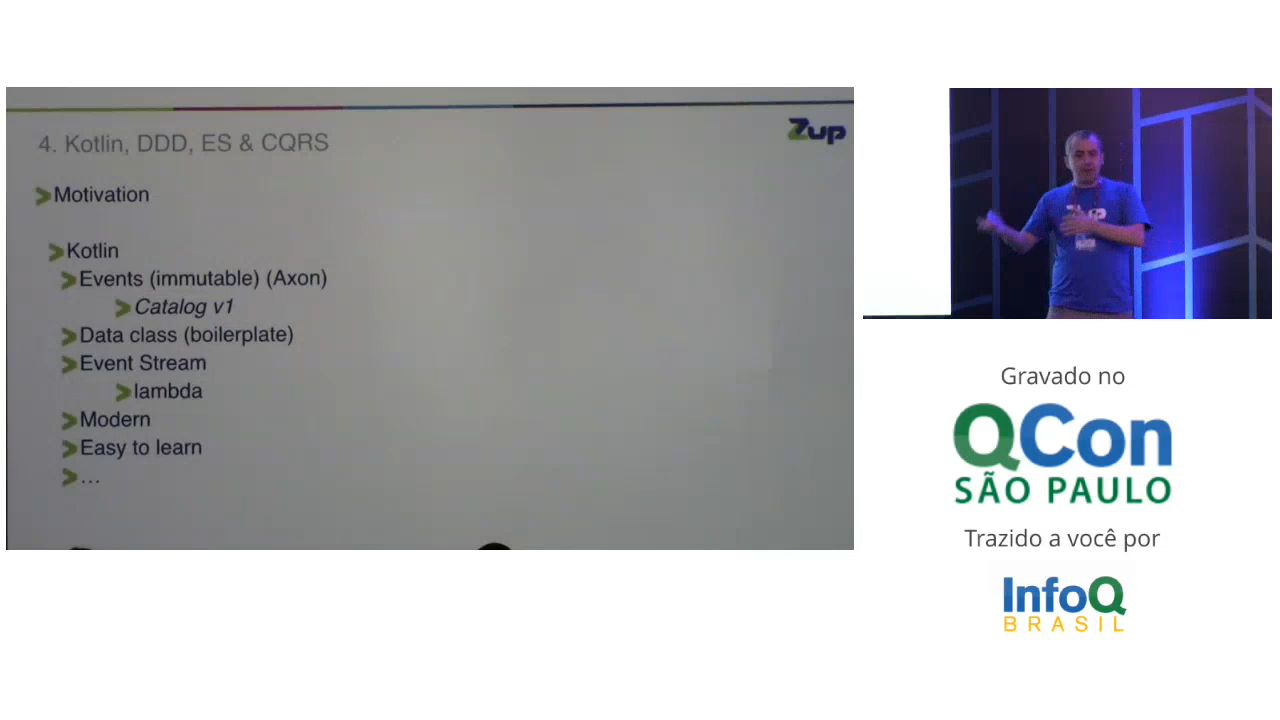 4. Kotlin, DDD, ES & CQRS
Zup
Motivation
Kotlin
Events (immutable) (Axon)
Catalog v1
Data class (boilerplate)
Event Stream
lambda
Modern
Easy to learn
...
Gravado no
QCon
SÃO PAULO
Trazido a você por
InfoQ
BRASIL